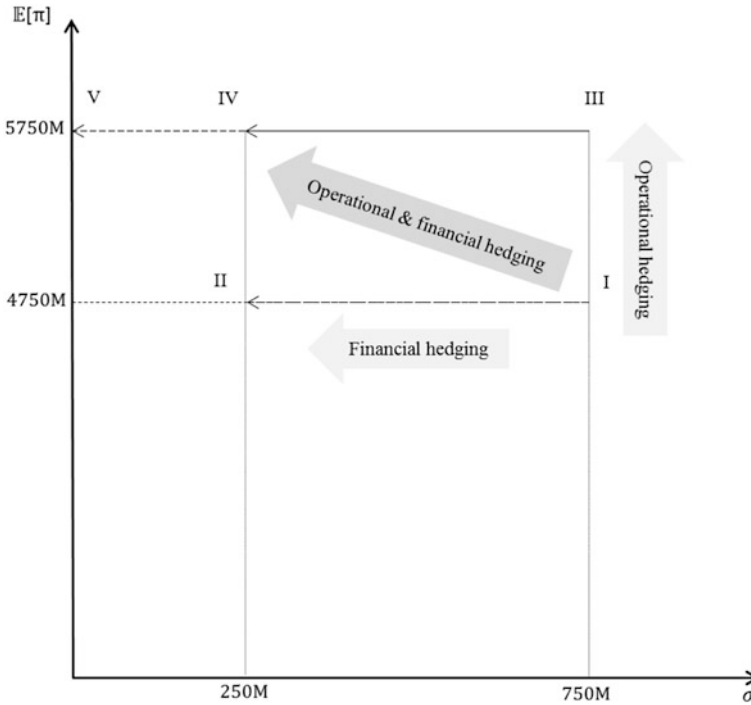 𝔼[π]
V
IV
III
5750M
Operational & financial hedging
Operational hedging
II
I
4750M
Financial hedging
250M
750M
σ